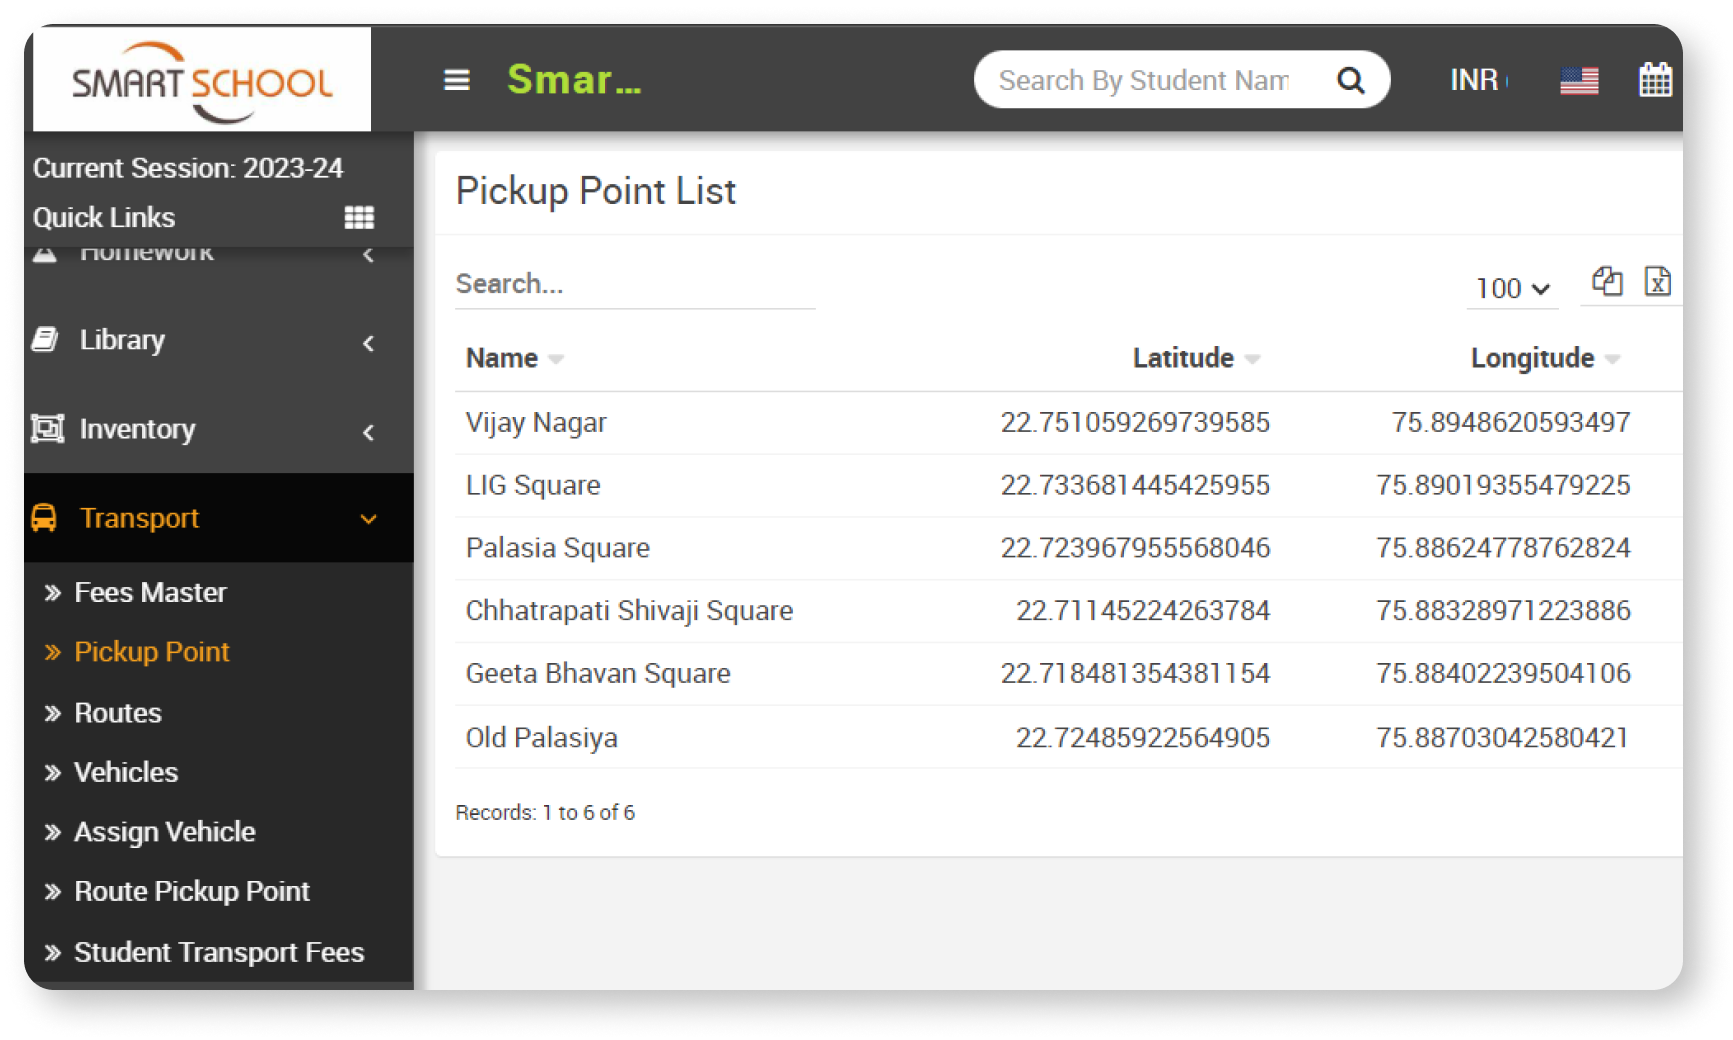 SMART SCHOOL
Smar...
Search By Student Nam
INR
Current Session: 2023-24
Quick Links
Homework
Library
Inventory
Transport
Fees Master
Pickup Point
Routes
Vehicles
Assign Vehicle
Route Pickup Point
Student Transport Fees
Pickup Point List
Search...
100
Name Latitude Longitude
Vijay Nagar 22.751059269739585 75.8948620593497
LIG Square 22.733681445425955 75.89019355479225
Palasia Square 22.723967955568046 75.88624778762824
Chhatrapati Shivaji Square 22.71145224263784 75.88328971223886
Geeta Bhavan Square 22.718481354381154 75.88402239504106
Old Palasiya 22.72485922564905 75.88703042580421
Records: 1 to 6 of 6